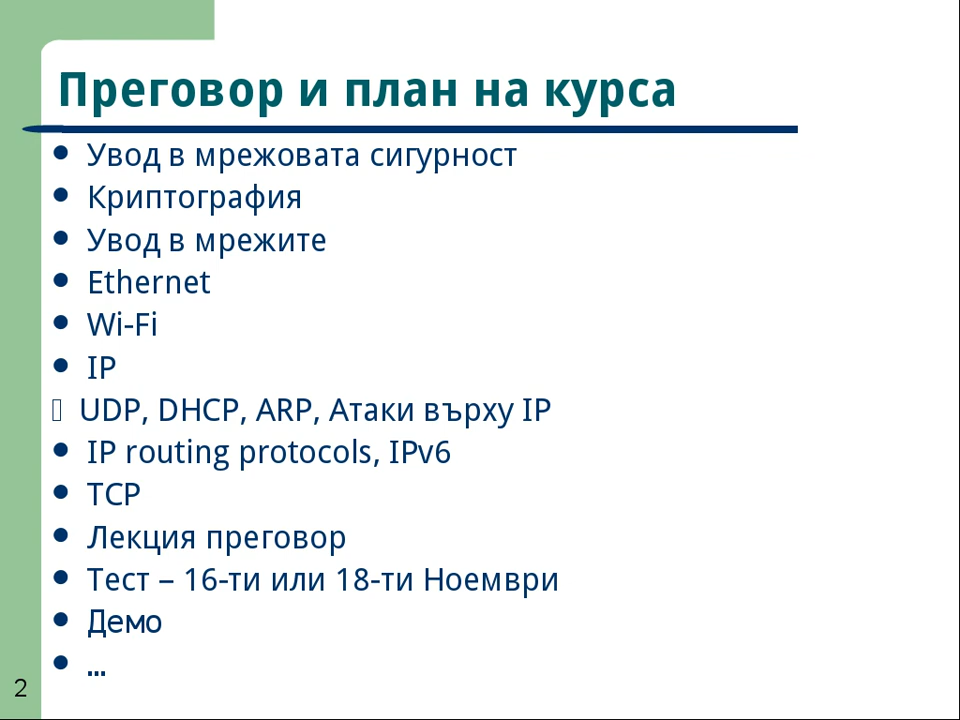 Преговор и план на курса
● Увод в мрежовата сигурност
● Криптография
● Увод в мрежите
● Ethernet
● Wi-Fi
● IP
▯ UDP, DHCP, ARP, Атаки върху IP
● IP routing protocols, IPv6
● TCP
● Лекция преговор
● Тест – 16-ти или 18-ти Ноември
● Демо
● ...
2